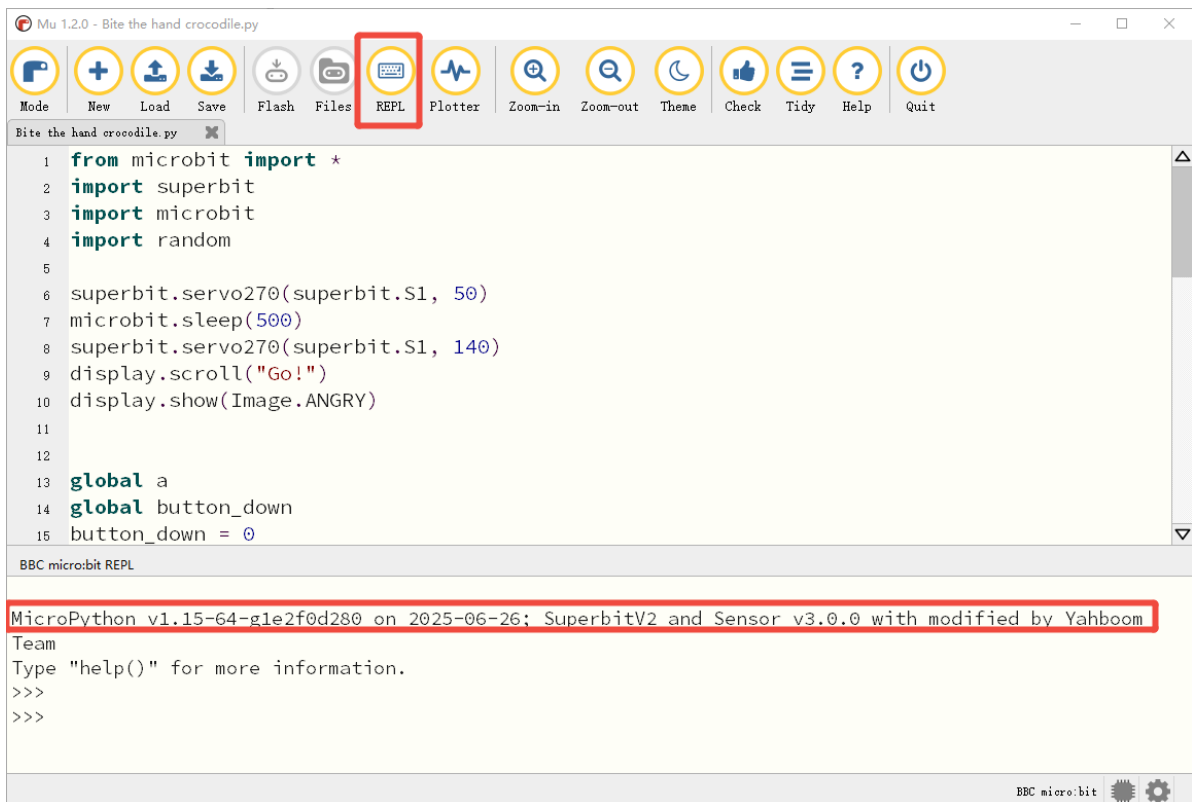 Mu 1.2.0 - Bite the hand crocodile.py
Mode New Load Save Flash Files REPL Plotter Zoom-in Zoom-out Theme Check Tidy Help Quit
Bite the hand crocodile.py
1 from microbit import *
2 import superbit
3 import microbit
4 import random
5
6 superbit.servo270(superbit.S1, 50)
7 microbit.sleep(500)
8 superbit.servo270(superbit.S1, 140)
9 display.scroll("Go!")
10 display.show(Image.ANGRY)
11
12
13 global a
14 global button_down
15 button_down = 0
BBC micro:bit REPL
MicroPython v1.15-64-g1e2f0d280 on 2025-06-26; SuperbitV2 and Sensor v3.0.0 with modified by Yahboom
Team
Type "help()" for more information.
>>>
>>>
BBC micro:bit